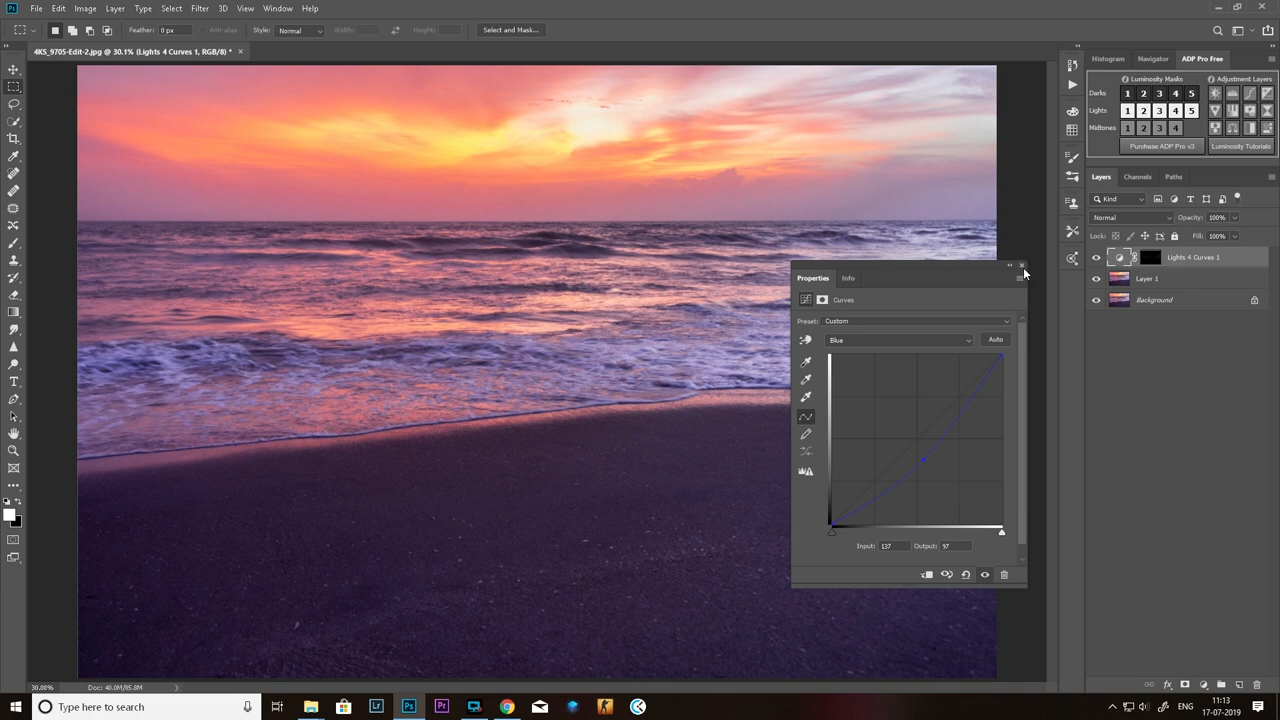 Ps File Edit Image Layer Type Select Filter 3D View Window Help
Feather: 0 px Anti-alias Style: Normal Width: Height: Select and Mask...
4KS_9705-Edit-2.jpg @ 30.1% (Lights 4 Curves 1, RGB/8) * ×
Histogram Navigator ADP Pro Free
Luminosity Masks Adjustment Layers
Darks 1 2 3 4 5
Lights 1 2 3 4 5
Midtones 1 2 3 4
Purchase ADP Pro v3 Luminosity Tutorials
Layers Channels Paths
Kind
Normal Opacity: 100%
Lock: Fill: 100%
Lights 4 Curves 1
Layer 1
Background
Properties Info
Curves
Preset: Custom
Blue Auto
Input: 137 Output: 97
30.08% Doc: 40.0M/85.8M
Type here to search
Lr Ps Pr
ENG
11:13
17-07-2019